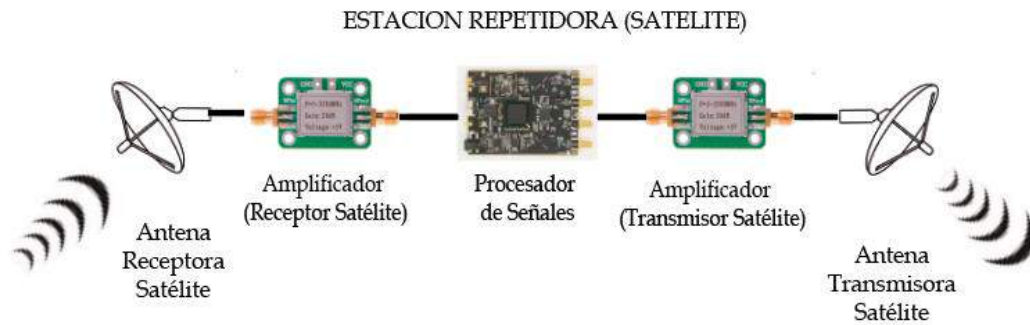 ESTACION REPETIDORA (SATELITE)
Amplificador
(Receptor Satélite)
Procesador
de Señales
Amplificador
(Transmisor Satélite)
Antena
Receptora
Satélite
Antena
Transmisora
Satélite